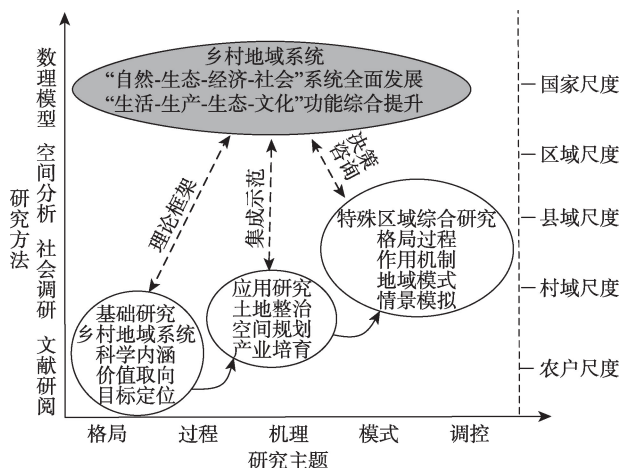 乡村地域系统
“自然-生态-经济-社会”系统全面发展
“生活-生产-生态-文化”功能综合提升
理论框架
集成示范
决策
咨询
特殊区域综合研究
格局过程
作用机制
地域模式
情景模拟
应用研究
土地整治
空间规划
产业培育
基础研究
乡村地域系统
科学内涵
价值取向
目标定位
数理模型 空间分析 社会调研 文献研阅
研究方法
国家尺度
区域尺度
县域尺度
村域尺度
农户尺度
格局 过程 机理 模式 调控
研究主题